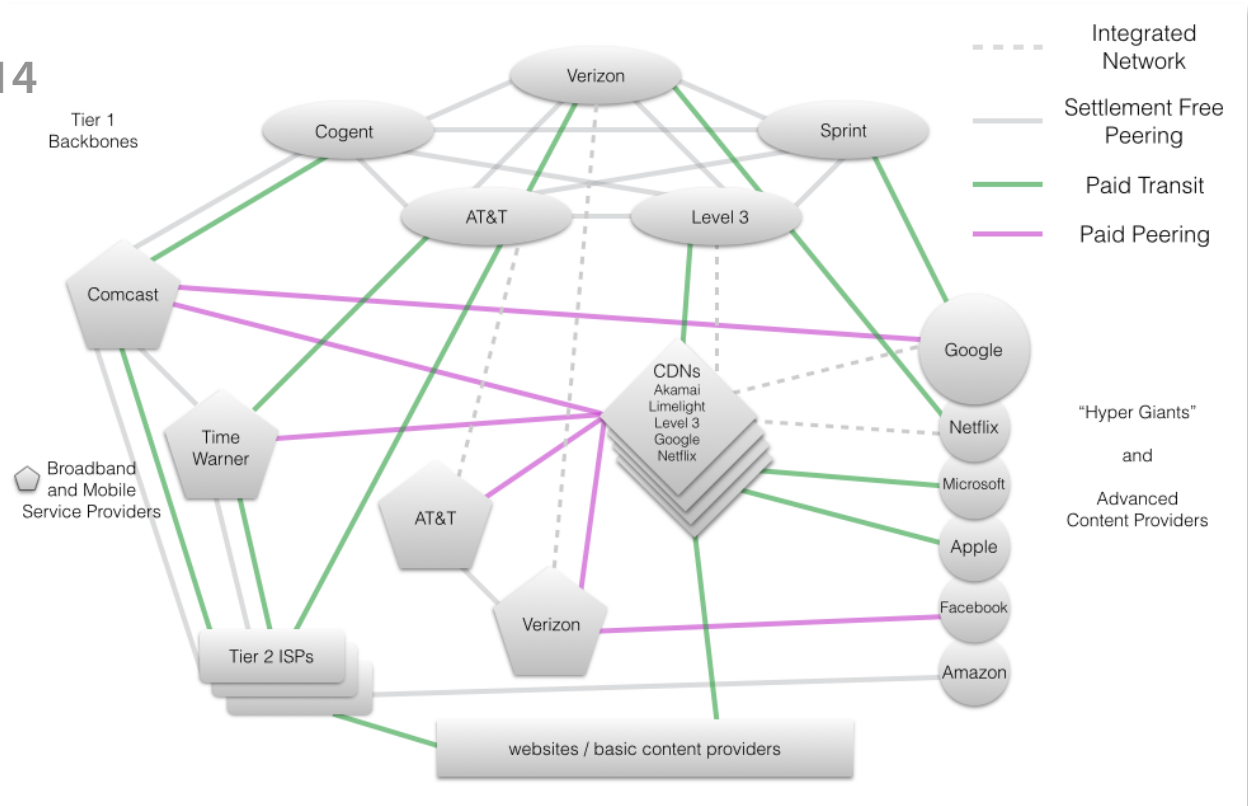 14
Verizon
Cogent
Sprint
Tier 1
Backbones
AT&T
Level 3
Integrated
Network
Settlement Free
Peering
Paid Transit
Paid Peering
Comcast
Google
CDNs
Akamai
Limelight
Level 3
Google
Netflix
Time
Warner
Netflix
"Hyper Giants"
and
Advanced
Content Providers
Broadband
and Mobile
Service Providers
Microsoft
AT&T
Apple
Facebook
Verizon
Tier 2 ISPs
Amazon
websites / basic content providers